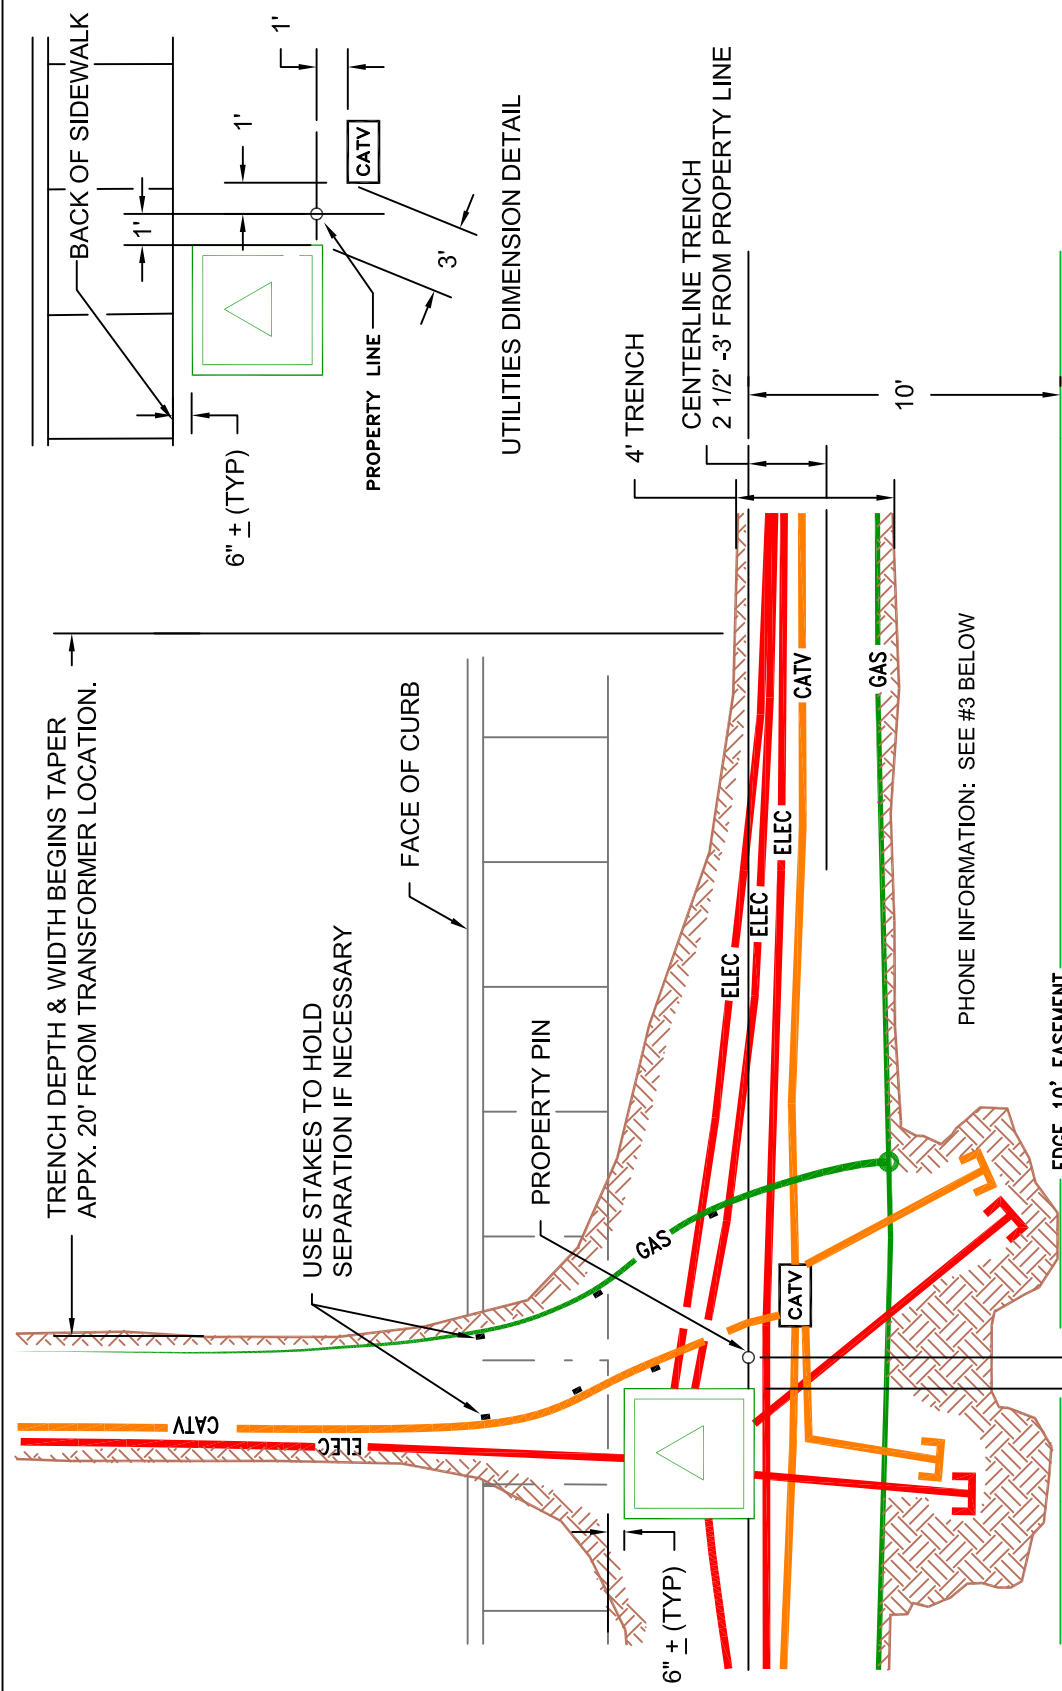 TRENCH DEPTH & WIDTH BEGINS TAPER
APPX. 20' FROM TRANSFORMER LOCATION.
USE STAKES TO HOLD
SEPARATION IF NECESSARY
FACE OF CURB
PROPERTY PIN
BACK OF SIDEWALK
1'
1'
1'
3'
CATV
6" ± (TYP)
PROPERTY LINE
UTILITIES DIMENSION DETAIL
4' TRENCH
CENTERLINE TRENCH
2 1/2' -3' FROM PROPERTY LINE
10'
CATV
ELEC
GAS
ELEC
ELEC
ELEC
CATV
GAS
CATV
6" ± (TYP)
PHONE INFORMATION: SEE #3 BELOW
EDGE 10' EASEMENT